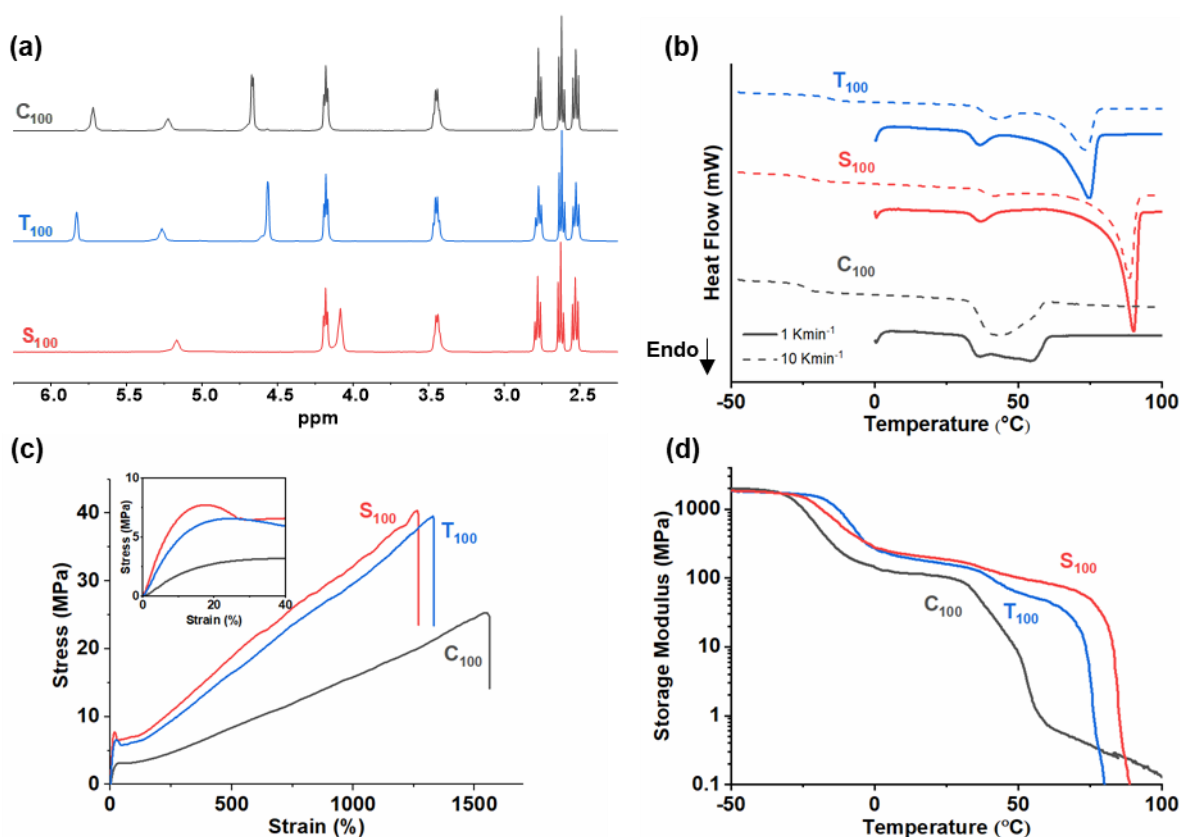 (a)
C100
T100
S100
6.0 5.5 5.0 4.5 4.0 3.5 3.0 2.5
ppm
(b)
Heat Flow (mW)
T100
S100
C100
Endo
1 Kmin-1
10 Kmin-1
-50 0 50 100
Temperature (°C)
(c)
Stress (MPa)
40
30
20
10
0
10
5
0
Stress (MPa)
0 20 40
Strain (%)
S100
T100
C100
0 500 1000 1500
Strain (%)
(d)
Storage Modulus (MPa)
1000
100
10
1
0.1
S100
T100
C100
-50 0 50 100
Temperature (°C)